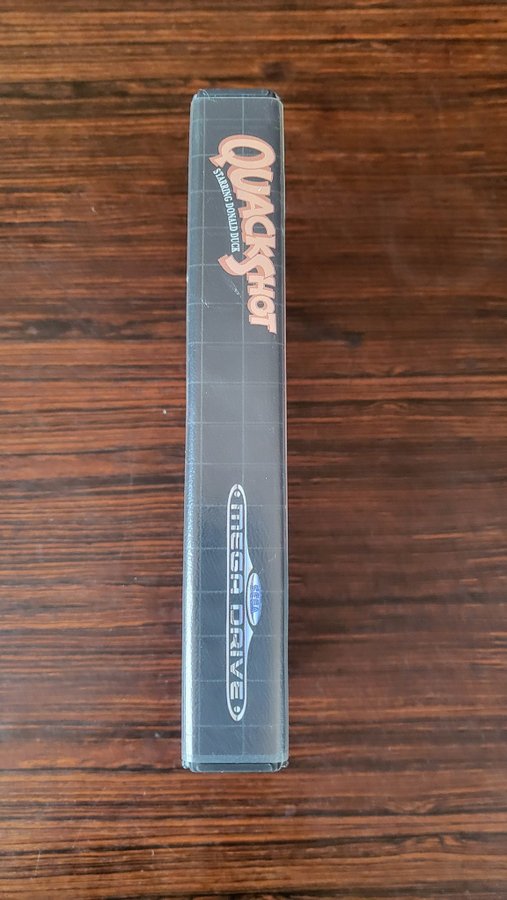 QUACKSHOT
STARRING DONALD DUCK
SEGA
MEGA DRIVE